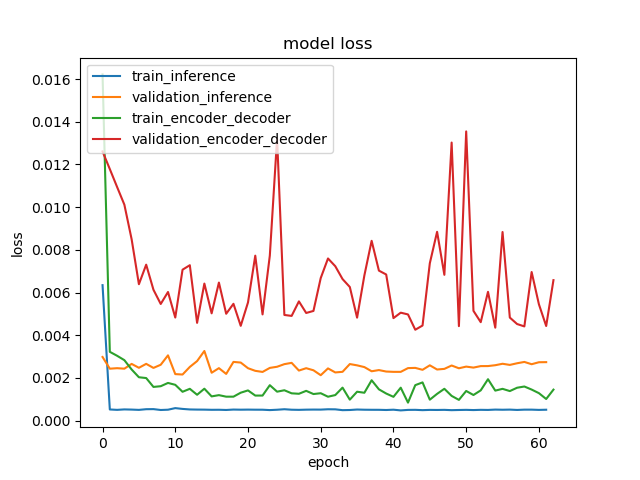 model loss
train_inference
validation_inference
train_encoder_decoder
validation_encoder_decoder
0.016
0.014
0.012
0.010
0.008
0.006
0.004
0.002
0.000
loss
0 10 20 30 40 50 60
epoch